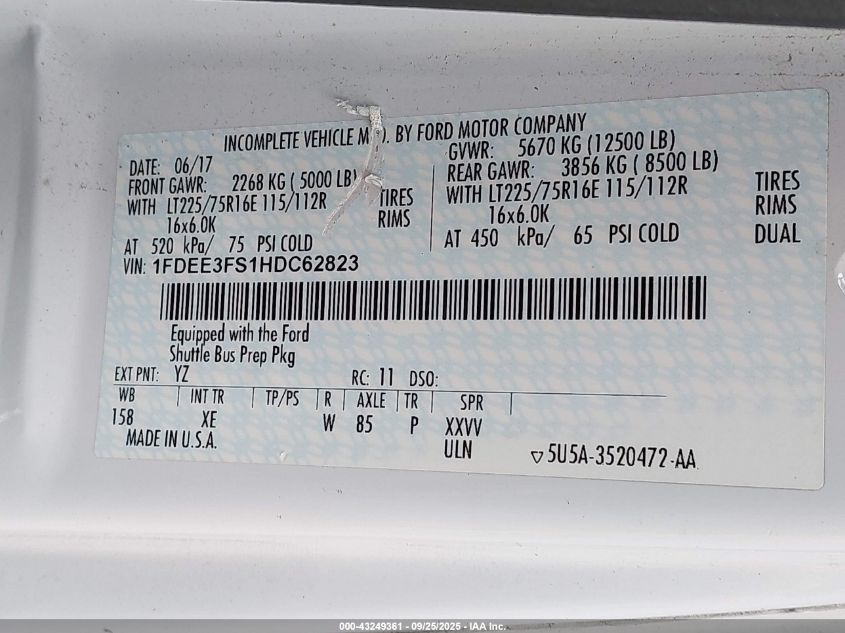 INCOMPLETE VEHICLE M D. BY FORD MOTOR COMPANY
DATE: 06/17
GVWR: 5670 KG (12500 LB)
FRONT GAWR: 2268 KG ( 5000 LB)
REAR GAWR: 3856 KG ( 8500 LB)
WITH LT225/75R16E 115/112R TIRES
WITH LT225/75R16E 115/112R TIRES
16x6.0K RIMS
16x6.0K RIMS
AT 520 kPa/ 75 PSI COLD
AT 450 kPa/ 65 PSI COLD DUAL
VIN: 1FDEE3FS1HDC62823
Equipped with the Ford
Shuttle Bus Prep Pkg
EXT PNT: YZ RC: 11 DSO:
WB INT TR TP/PS R AXLE TR SPR
158 XE W 85 P XXVV
MADE IN U.S.A. ULN ▽5U5A-3520472-AA
000-43249361 - 09/25/2025 - IAA Inc.